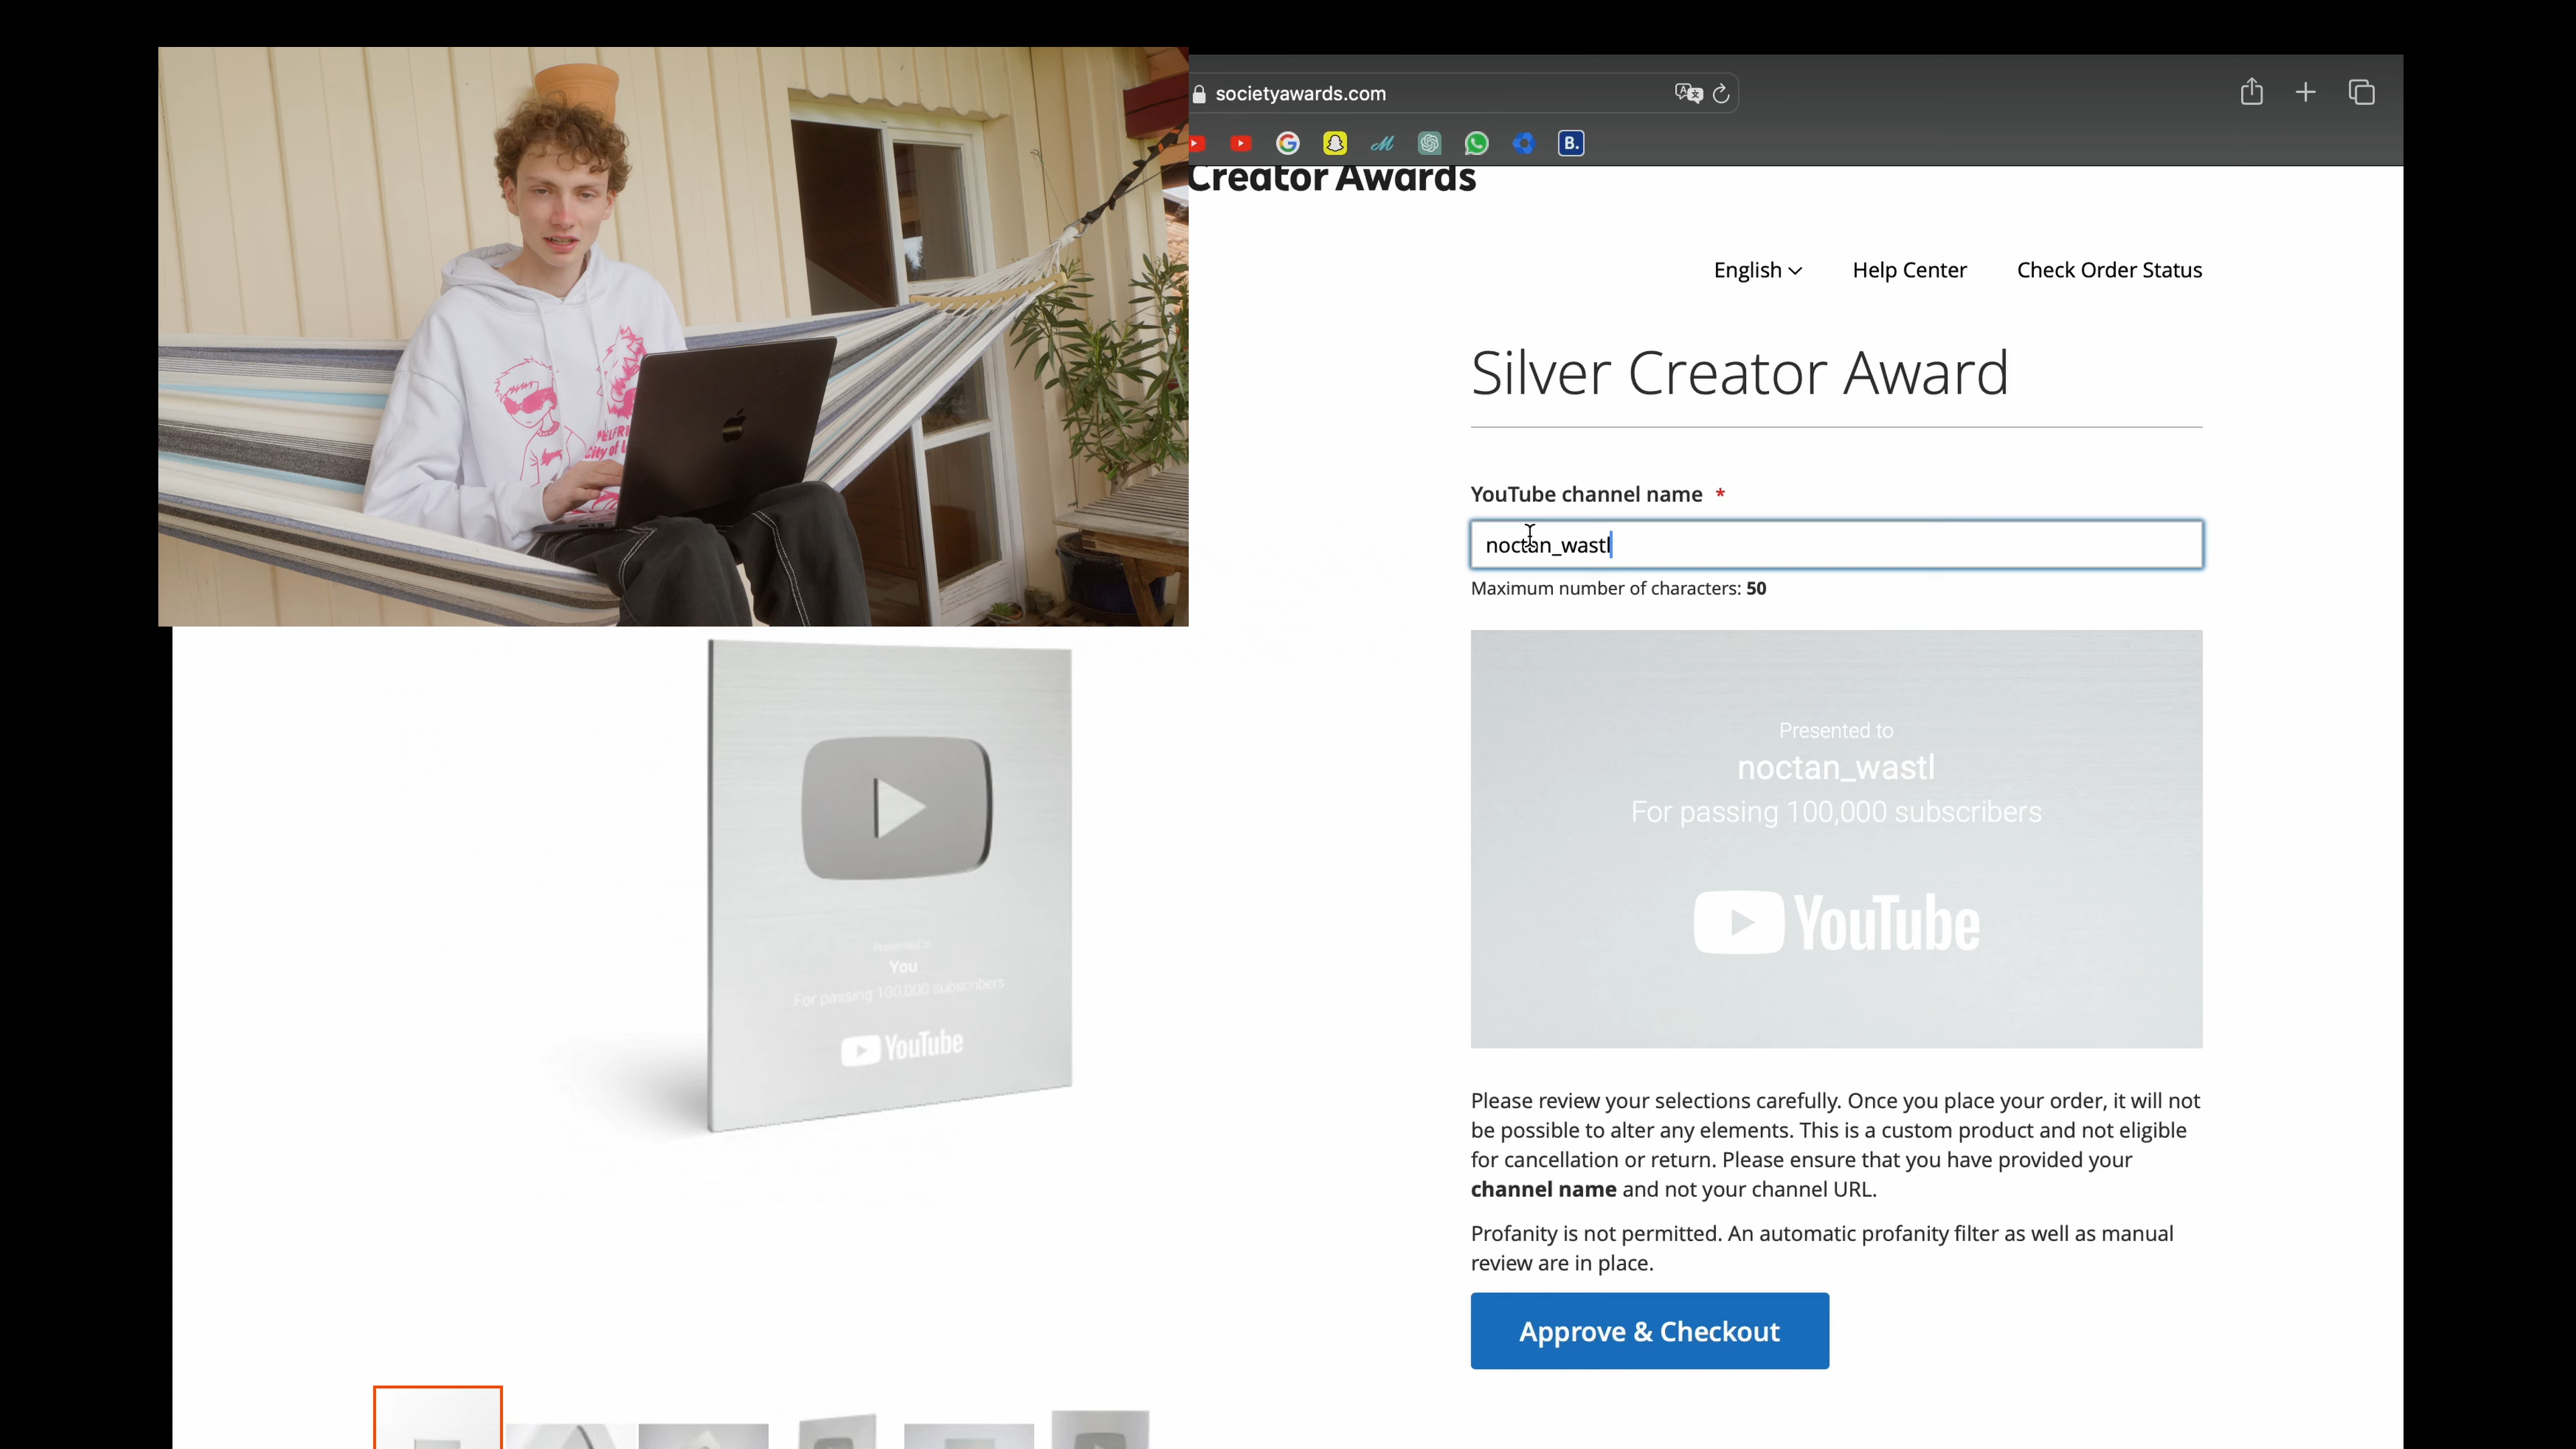 societyawards.com
B.
Creator Awards
English
Help Center
Check Order Status
Silver Creator Award
YouTube channel name *
noctan_wastl
Maximum number of characters: 50
Presented to
noctan_wastl
For passing 100,000 subscribers
YouTube
Presented to
You
For passing 100,000 subscribers
YouTube
Please review your selections carefully. Once you place your order, it will not
be possible to alter any elements. This is a custom product and not eligible
for cancellation or return. Please ensure that you have provided your
channel name and not your channel URL.
Profanity is not permitted. An automatic profanity filter as well as manual
review are in place.
Approve & Checkout